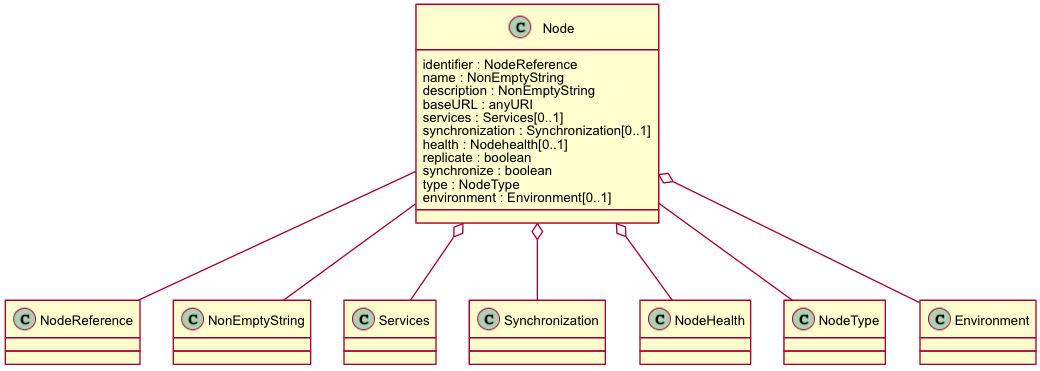 C Node
identifier : NodeReference
name : NonEmptyString
description : NonEmptyString
baseURL : anyURI
services : Services[0..1]
synchronization : Synchronization[0..1]
health : Nodehealth[0..1]
replicate : boolean
synchronize : boolean
type : NodeType
environment : Environment[0..1]
C NodeReference
C NonEmptyString
C Services
C Synchronization
C NodeHealth
C NodeType
C Environment